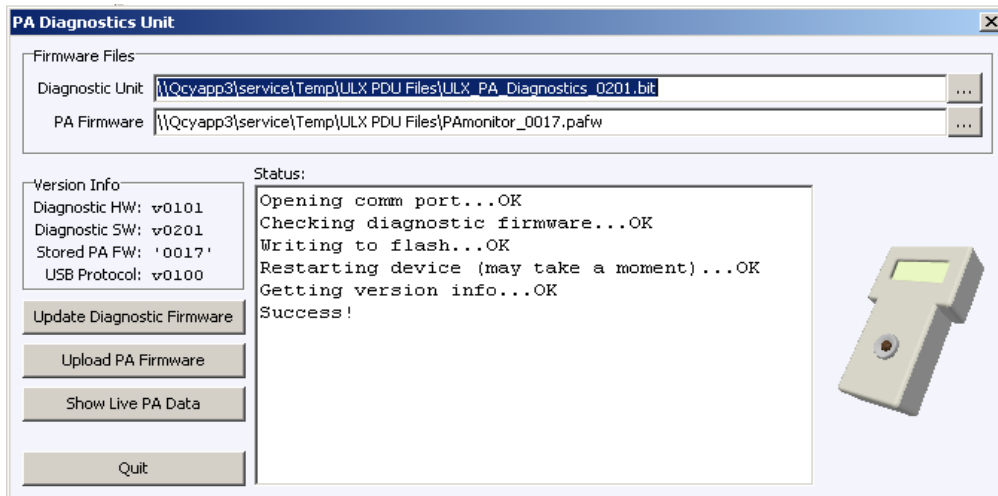 PA Diagnostics Unit
Firmware Files
Diagnostic Unit \\Qcyapp3\service\Temp\ULX PDU Files\ULX_PA_Diagnostics_0201.bit ...
PA Firmware \\Qcyapp3\service\Temp\ULX PDU Files\PAmonitor_0017.pafw ...
Version Info
Diagnostic HW: v0101
Diagnostic SW: v0201
Stored PA FW: '0017'
USB Protocol: v0100
Update Diagnostic Firmware
Upload PA Firmware
Show Live PA Data
Quit
Status:
Opening comm port...OK
Checking diagnostic firmware...OK
Writing to flash...OK
Restarting device (may take a moment)...OK
Getting version info...OK
Success!